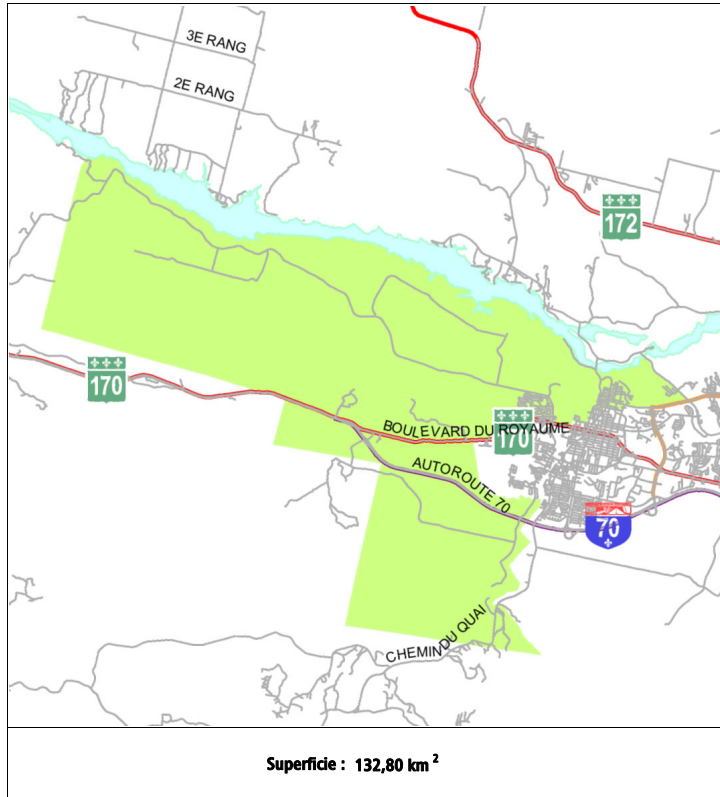 3E RANG
2E RANG
172
170
BOULEVARD DU ROYAUME
170
AUTOROUTE 70
70
CHEMIN DU QUAI
Superficie : 132,80 km ²